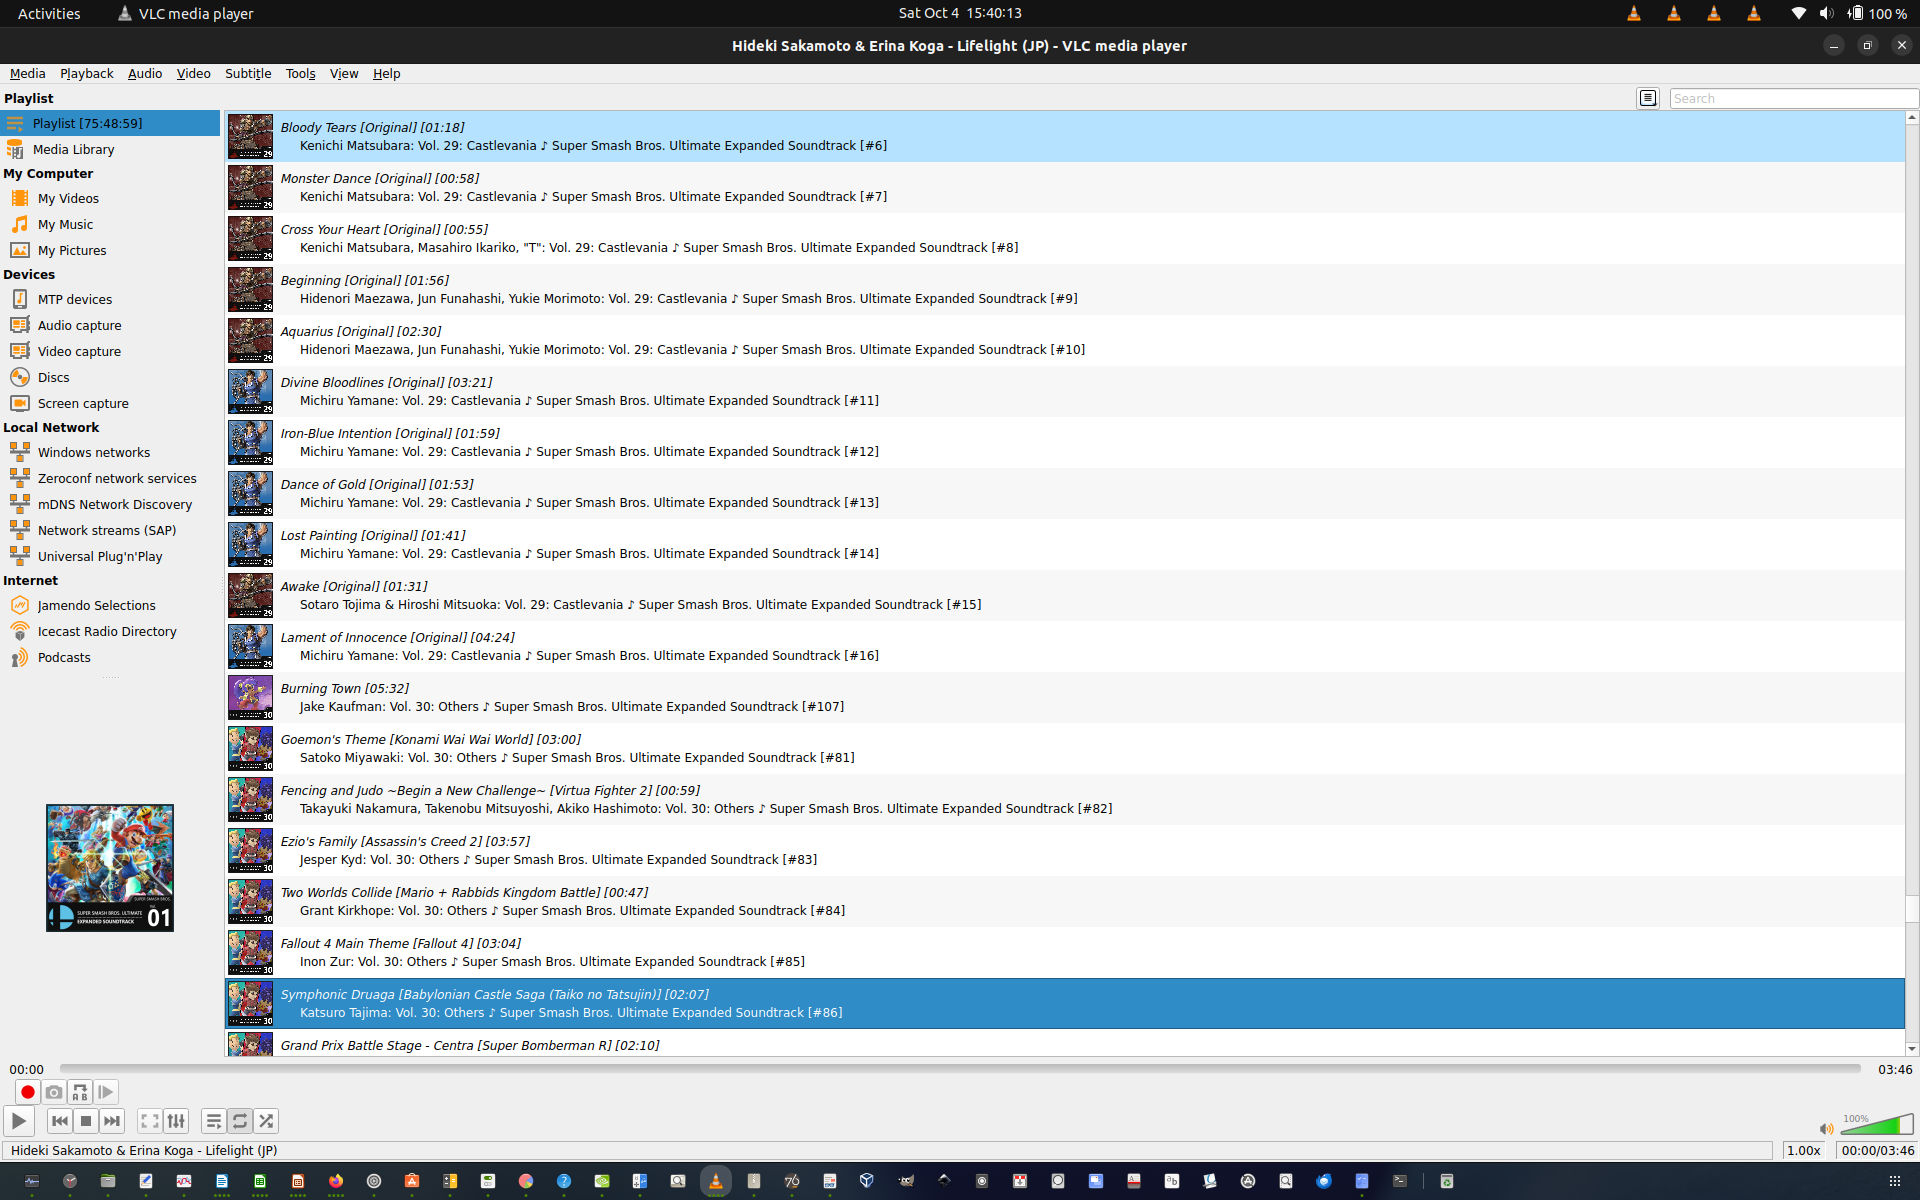 Activities
VLC media player
Sat Oct 4 15:40:13
100 %
Hideki Sakamoto & Erina Koga - Lifelight (JP) - VLC media player
Media Playback Audio Video Subtitle Tools View Help
Playlist
Search
Playlist [75:48:59]
Media Library
My Computer
My Videos
My Music
My Pictures
Devices
MTP devices
Audio capture
Video capture
Discs
Screen capture
Local Network
Windows networks
Zeroconf network services
mDNS Network Discovery
Network streams (SAP)
Universal Plug'n'Play
Internet
Jamendo Selections
Icecast Radio Directory
Podcasts
Bloody Tears [Original] [01:18]
Kenichi Matsubara: Vol. 29: Castlevania ♪ Super Smash Bros. Ultimate Expanded Soundtrack [#6]
Monster Dance [Original] [00:58]
Kenichi Matsubara: Vol. 29: Castlevania ♪ Super Smash Bros. Ultimate Expanded Soundtrack [#7]
Cross Your Heart [Original] [00:55]
Kenichi Matsubara, Masahiro Ikariko, "T": Vol. 29: Castlevania ♪ Super Smash Bros. Ultimate Expanded Soundtrack [#8]
Beginning [Original] [01:56]
Hidenori Maezawa, Jun Funahashi, Yukie Morimoto: Vol. 29: Castlevania ♪ Super Smash Bros. Ultimate Expanded Soundtrack [#9]
Aquarius [Original] [02:30]
Hidenori Maezawa, Jun Funahashi, Yukie Morimoto: Vol. 29: Castlevania ♪ Super Smash Bros. Ultimate Expanded Soundtrack [#10]
Divine Bloodlines [Original] [03:21]
Michiru Yamane: Vol. 29: Castlevania ♪ Super Smash Bros. Ultimate Expanded Soundtrack [#11]
Iron-Blue Intention [Original] [01:59]
Michiru Yamane: Vol. 29: Castlevania ♪ Super Smash Bros. Ultimate Expanded Soundtrack [#12]
Dance of Gold [Original] [01:53]
Michiru Yamane: Vol. 29: Castlevania ♪ Super Smash Bros. Ultimate Expanded Soundtrack [#13]
Lost Painting [Original] [01:41]
Michiru Yamane: Vol. 29: Castlevania ♪ Super Smash Bros. Ultimate Expanded Soundtrack [#14]
Awake [Original] [01:31]
Sotaro Tojima & Hiroshi Mitsuoka: Vol. 29: Castlevania ♪ Super Smash Bros. Ultimate Expanded Soundtrack [#15]
Lament of Innocence [Original] [04:24]
Michiru Yamane: Vol. 29: Castlevania ♪ Super Smash Bros. Ultimate Expanded Soundtrack [#16]
Burning Town [05:32]
Jake Kaufman: Vol. 30: Others ♪ Super Smash Bros. Ultimate Expanded Soundtrack [#107]
Goemon's Theme [Konami Wai Wai World] [03:00]
Satoko Miyawaki: Vol. 30: Others ♪ Super Smash Bros. Ultimate Expanded Soundtrack [#81]
Fencing and Judo ~Begin a New Challenge~ [Virtua Fighter 2] [00:59]
Takayuki Nakamura, Takenobu Mitsuyoshi, Akiko Hashimoto: Vol. 30: Others ♪ Super Smash Bros. Ultimate Expanded Soundtrack [#82]
Ezio's Family [Assassin's Creed 2] [03:57]
Jesper Kyd: Vol. 30: Others ♪ Super Smash Bros. Ultimate Expanded Soundtrack [#83]
Two Worlds Collide [Mario + Rabbids Kingdom Battle] [00:47]
Grant Kirkhope: Vol. 30: Others ♪ Super Smash Bros. Ultimate Expanded Soundtrack [#84]
Fallout 4 Main Theme [Fallout 4] [03:04]
Inon Zur: Vol. 30: Others ♪ Super Smash Bros. Ultimate Expanded Soundtrack [#85]
Symphonic Druaga [Babylonian Castle Saga (Taiko no Tatsujin)] [02:07]
Katsuro Tajima: Vol. 30: Others ♪ Super Smash Bros. Ultimate Expanded Soundtrack [#86]
Grand Prix Battle Stage - Centra [Super Bomberman R] [02:10]
SUPER SMASH BROS. ULTIMATE
EXPANDED SOUNDTRACK
01
00:00
03:46
100%
Hideki Sakamoto & Erina Koga - Lifelight (JP)
1.00x
00:00/03:46